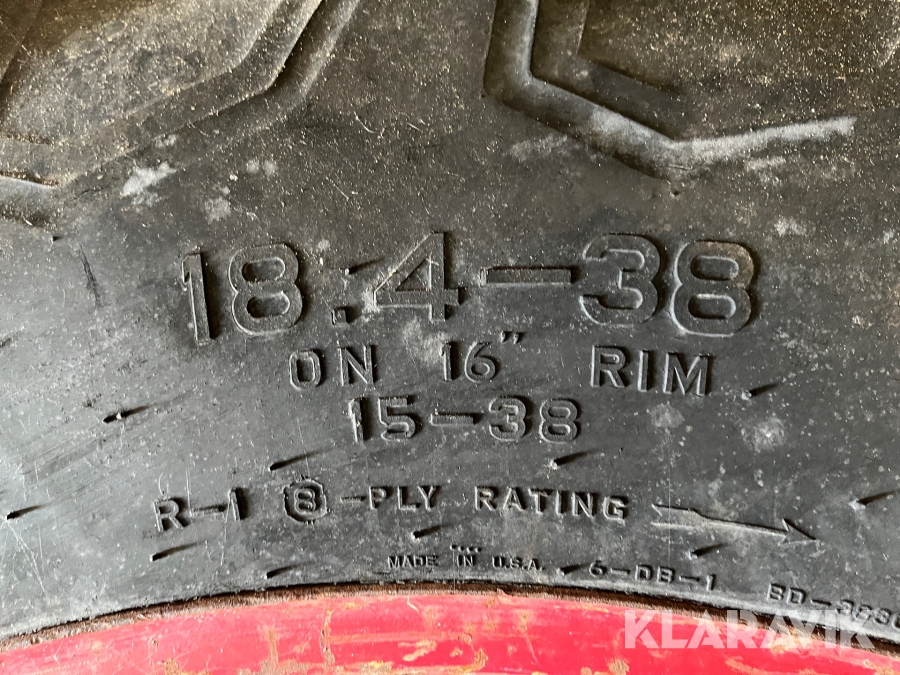 18.4-38
ON 16" RIM
15-38
R-1 8-PLY RATING
MADE IN U.S.A. 6-DB-1
KLARAVIK